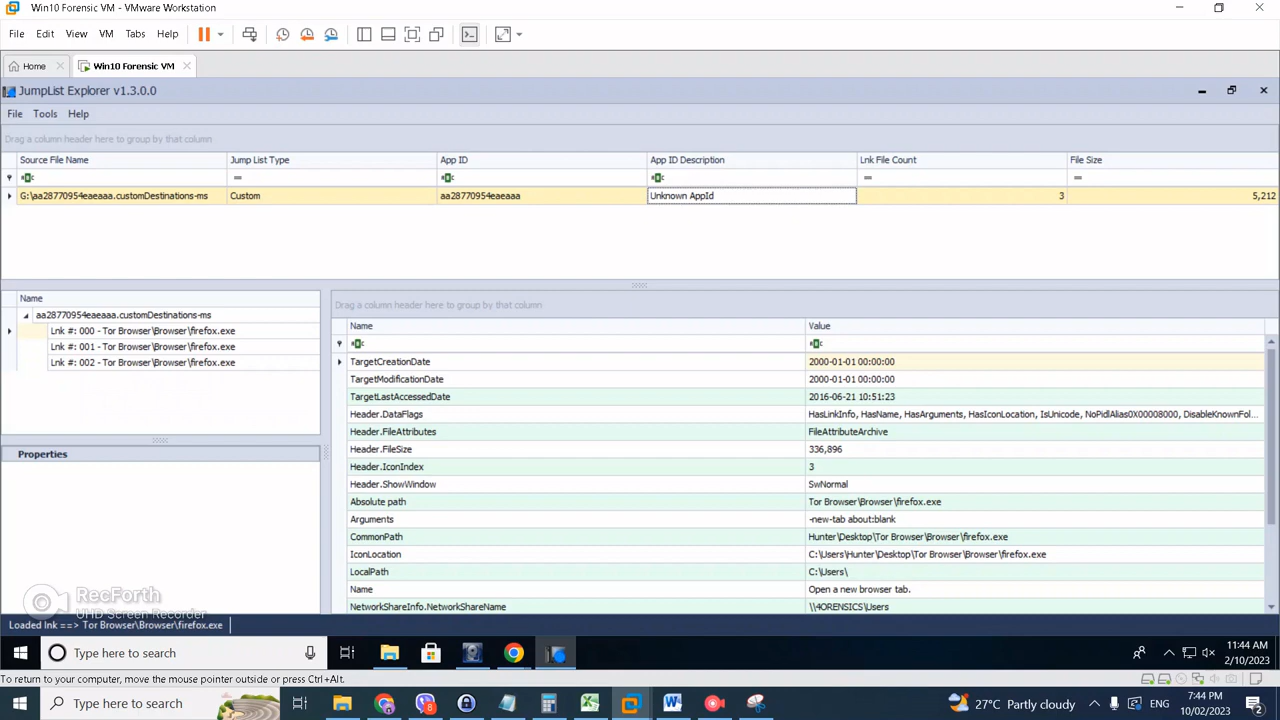 Win10 Forensic VM - VMware Workstation
File Edit View VM Tabs Help
Home Win10 Forensic VM
JumpList Explorer v1.3.0.0
File Tools Help
Drag a column header here to group by that column
Source File Name Jump List Type App ID App ID Description Lnk File Count File Size
= =  =
G:\aa28770954eaeaaa.customDestinations-ms Custom aa28770954eaeaaa Unknown AppId 3 5,212
Name
aa28770954eaeaaa.customDestinations-ms
Lnk #: 000 - Tor Browser\Browser\firefox.exe
Lnk #: 001 - Tor Browser\Browser\firefox.exe
Lnk #: 002 - Tor Browser\Browser\firefox.exe
Properties
Drag a column header here to group by that column
Name Value
TargetCreationDate 2000-01-01 00:00:00
TargetModificationDate 2000-01-01 00:00:00
TargetLastAccessedDate 2016-06-21 10:51:23
Header.DataFlags HasLinkInfo, HasName, HasArguments, HasIconLocation, IsUnicode, NoPidlAlias0X00008000, DisableKnownFol...
Header.FileAttributes FileAttributeArchive
Header.FileSize 336,896
Header.IconIndex 3
Header.ShowWindow SwNormal
Absolute path Tor Browser\Browser\firefox.exe
Arguments -new-tab about:blank
CommonPath Hunter\Desktop\Tor Browser\Browser\firefox.exe
IconLocation C:\Users\Hunter\Desktop\Tor Browser\Browser\firefox.exe
LocalPath C:\Users\
Name Open a new browser tab.
NetworkShareInfo.NetworkShareName \\4ORENSICS\Users
RecForth
UHD Screen Recorder
Loaded lnk ==> Tor Browser\Browser\firefox.exe
Type here to search
11:44 AM
2/10/2023
To return to your computer, move the mouse pointer outside or press Ctrl+Alt.
Type here to search
27°C Partly cloudy
ENG
7:44 PM
10/02/2023